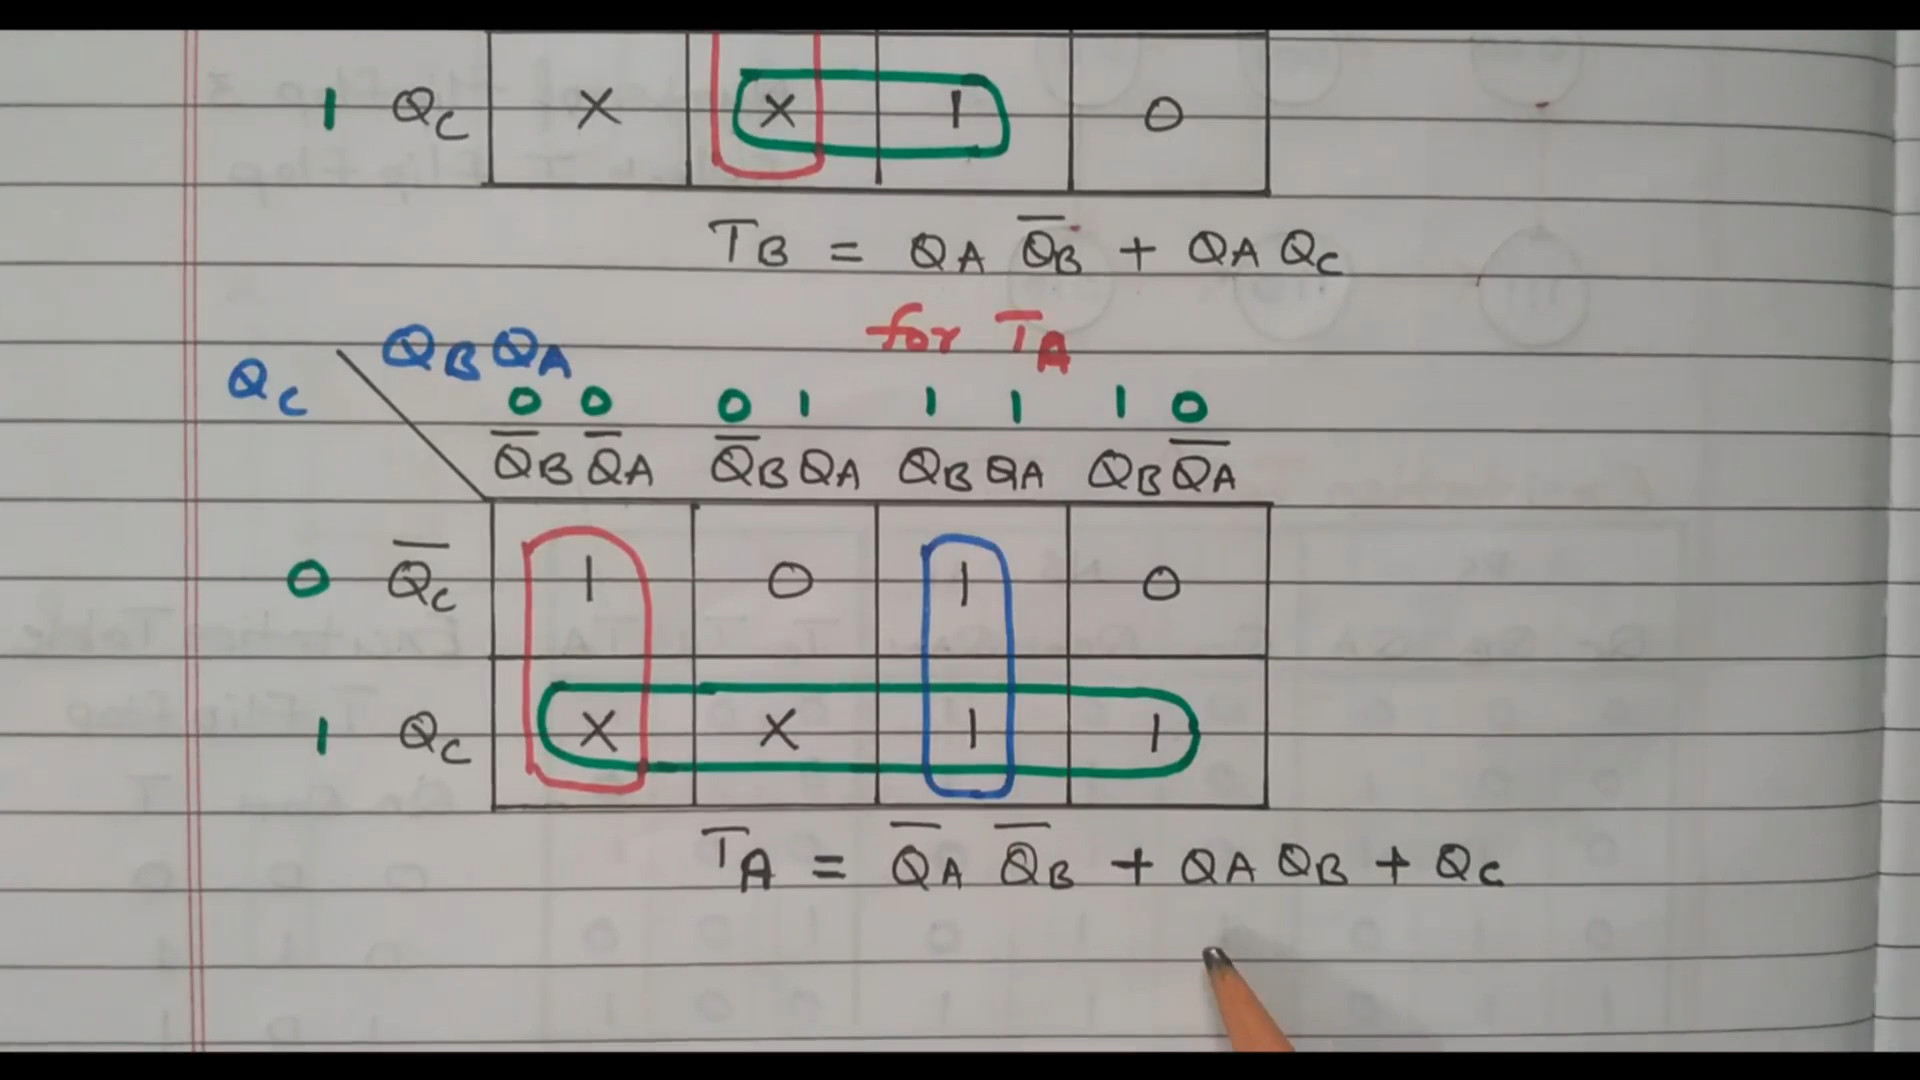 1 QC X X 1 0
TB = QA Q̅B + QA QC
for TA
QC QBQA
0 0 0 1 1 1 1 0
Q̅B Q̅A Q̅B QA QB QA QB Q̅A
0 Q̅C 1 0 1 0
1 QC X X 1 1
TA = Q̅A Q̅B + QA QB + QC